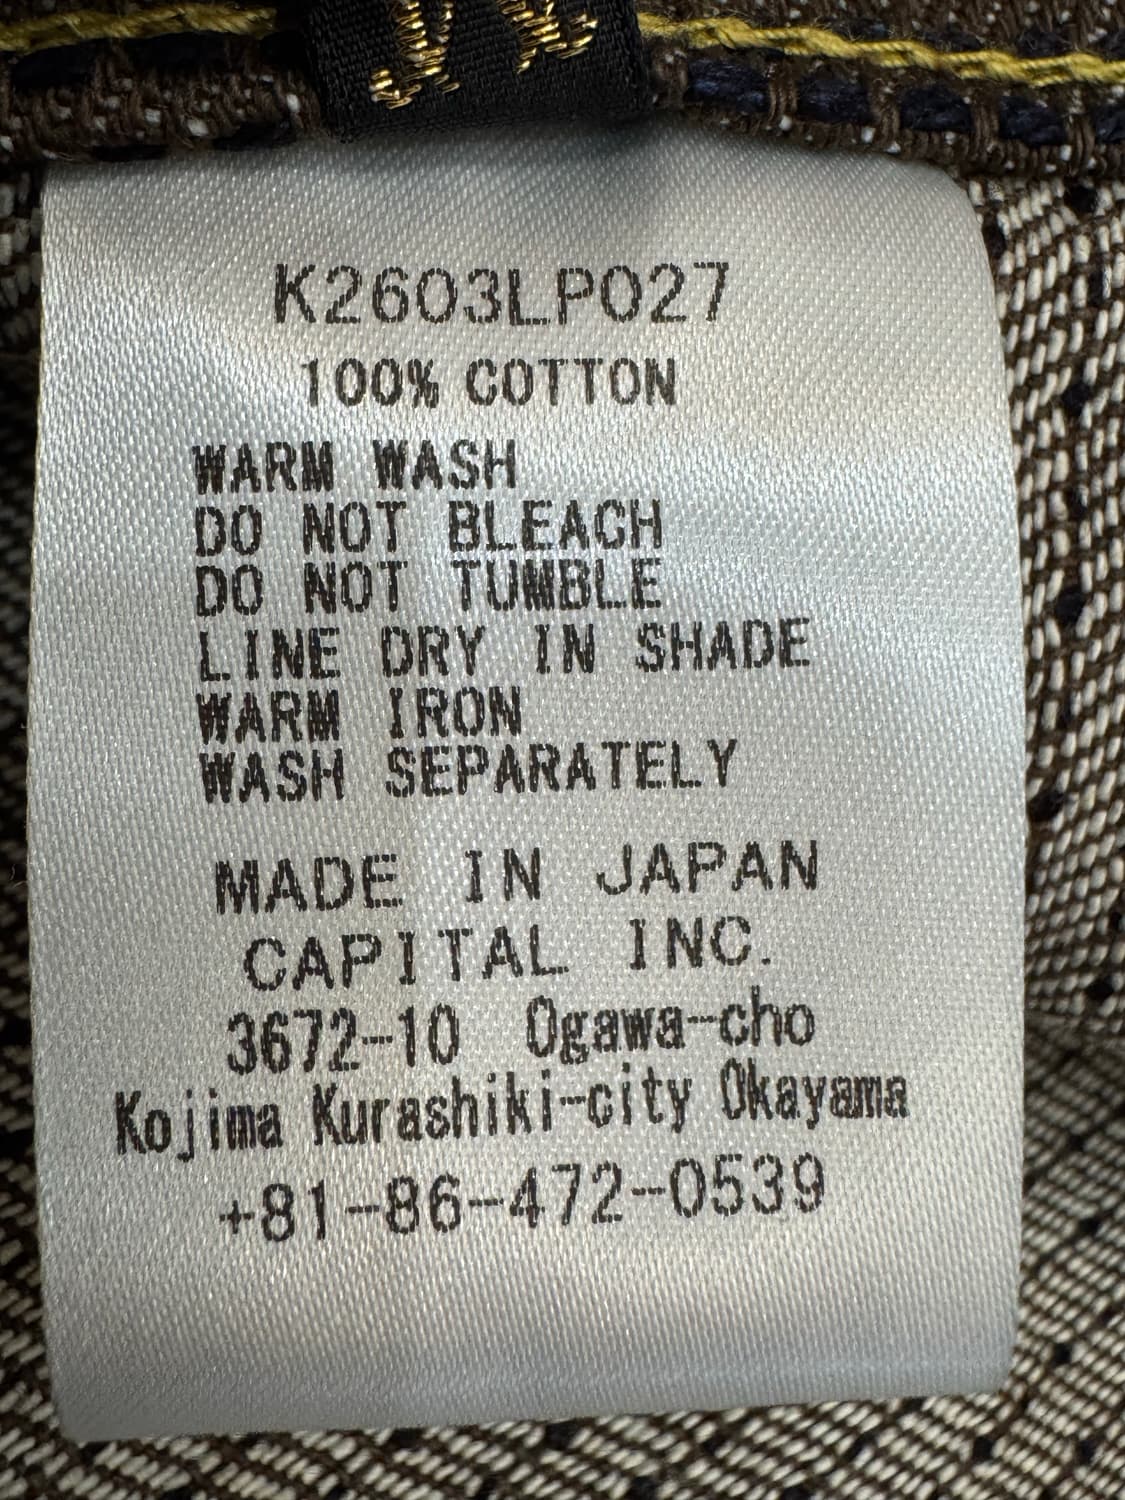 K2603LP027
100% COTTON
WARM WASH
DO NOT BLEACH
DO NOT TUMBLE
LINE DRY IN SHADE
WARM IRON
WASH SEPARATELY
MADE IN JAPAN
CAPITAL INC.
3672-10 Ogawa-cho
Kojima Kurashiki-city Okayama
+81-86-472-0539